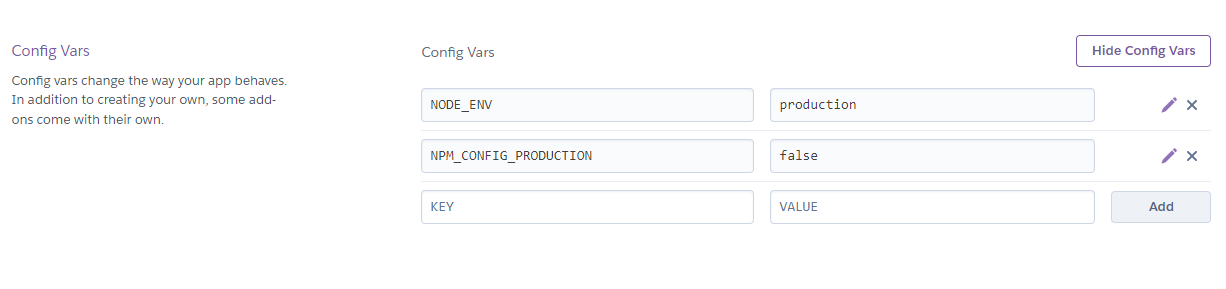 Config Vars
Config vars change the way your app behaves.
In addition to creating your own, some add-
ons come with their own.
Config Vars
Hide Config Vars
NODE_ENV
production
NPM_CONFIG_PRODUCTION
false
KEY
VALUE
Add